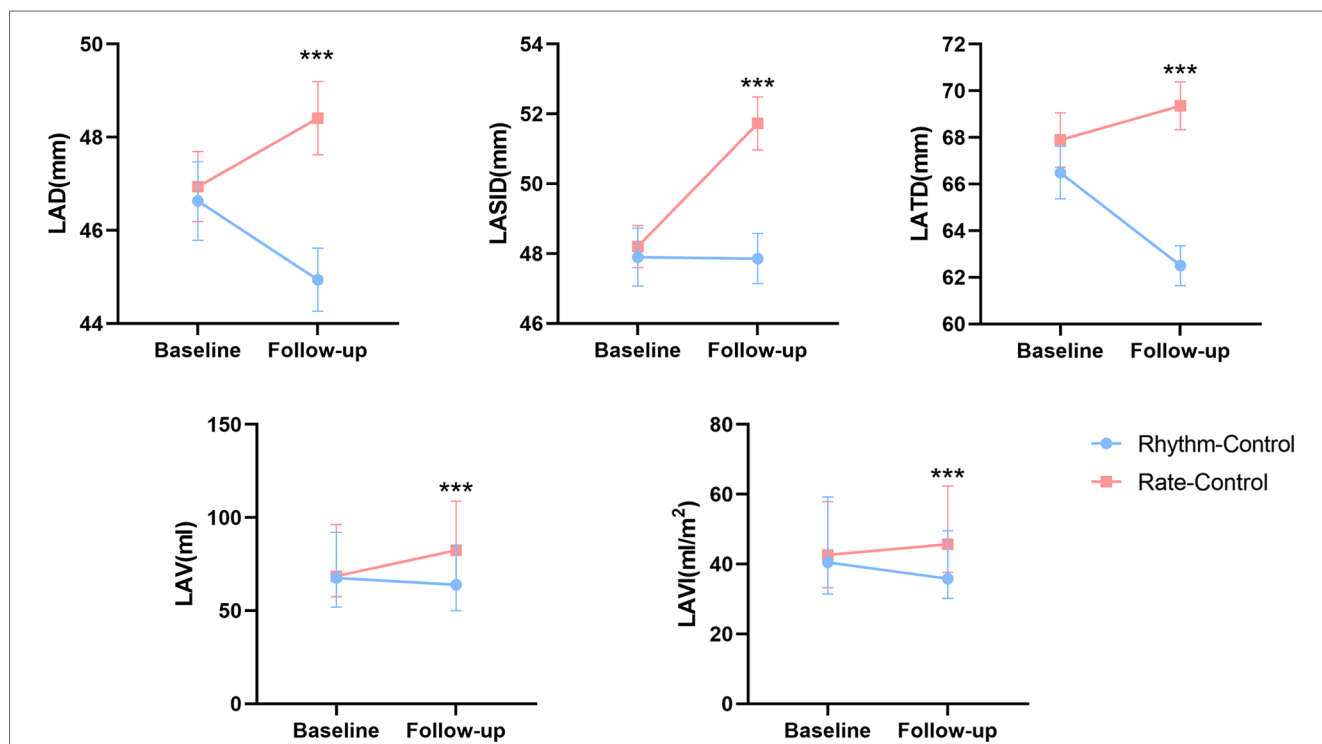 LAD(mm)
50
48
46
44
***
Baseline Follow-up
LASID(mm)
54
52
50
48
46
***
Baseline Follow-up
LATD(mm)
72
70
68
66
64
62
60
***
Baseline Follow-up
LAV(ml)
150
100
50
0
***
Baseline Follow-up
LAVI(ml/m²)
80
60
40
20
0
***
Baseline Follow-up
Rhythm-Control
Rate-Control